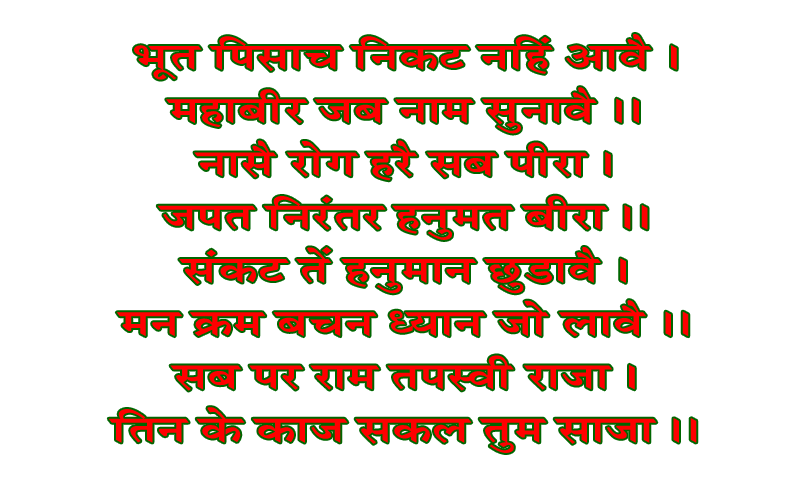 भूत पिसाच निकट नहिं आवै ।
महाबीर जब नाम सुनावै ।।
नासै रोग हरै सब पीरा ।
जपत निरंतर हनुमत बीरा ।।
संकट तें हनुमान छुडावै ।
मन क्रम बचन ध्यान जो लावै ।।
सब पर राम तपस्वी राजा ।
तिन के काज सकल तुम साजा ।।